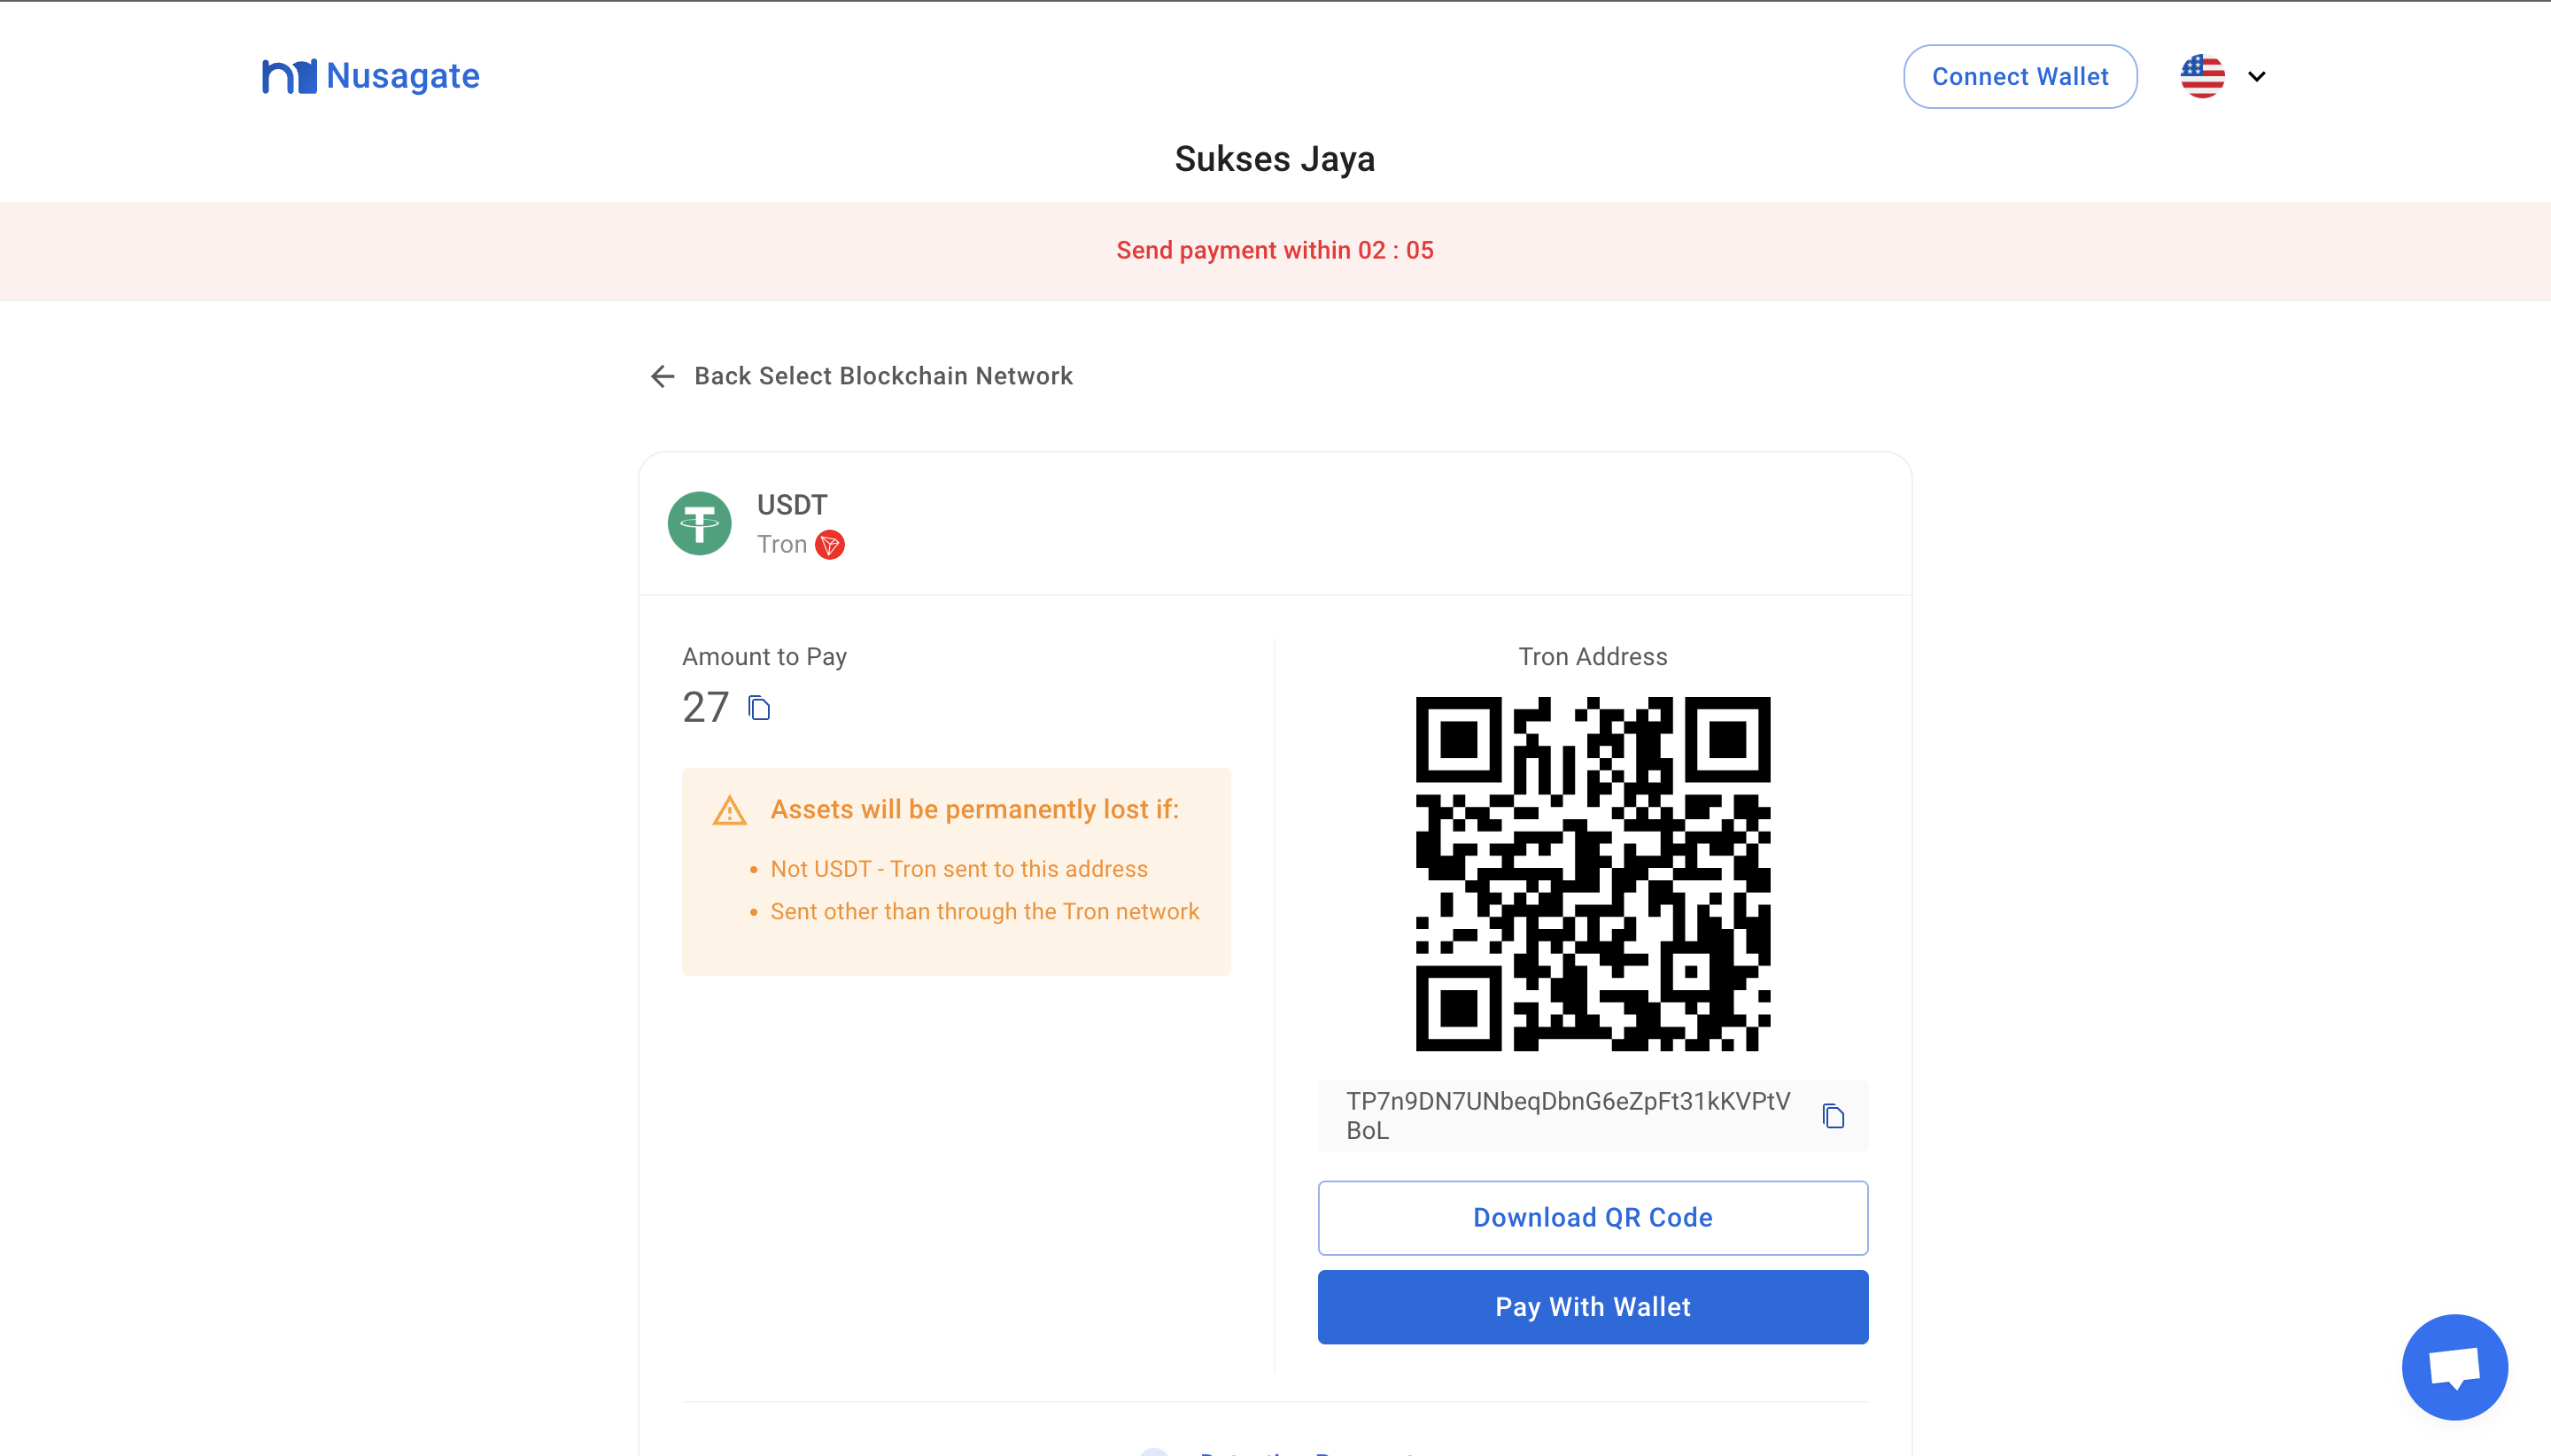 Nusagate
Connect Wallet
Sukses Jaya
Send payment within 02 : 05
Back Select Blockchain Network
USDT
Tron
Amount to Pay
27
Assets will be permanently lost if:
• Not USDT - Tron sent to this address
• Sent other than through the Tron network
Tron Address
TP7n9DN7UNbeqDbnG6eZpFt31kKVPtV
BoL
Download QR Code
Pay With Wallet